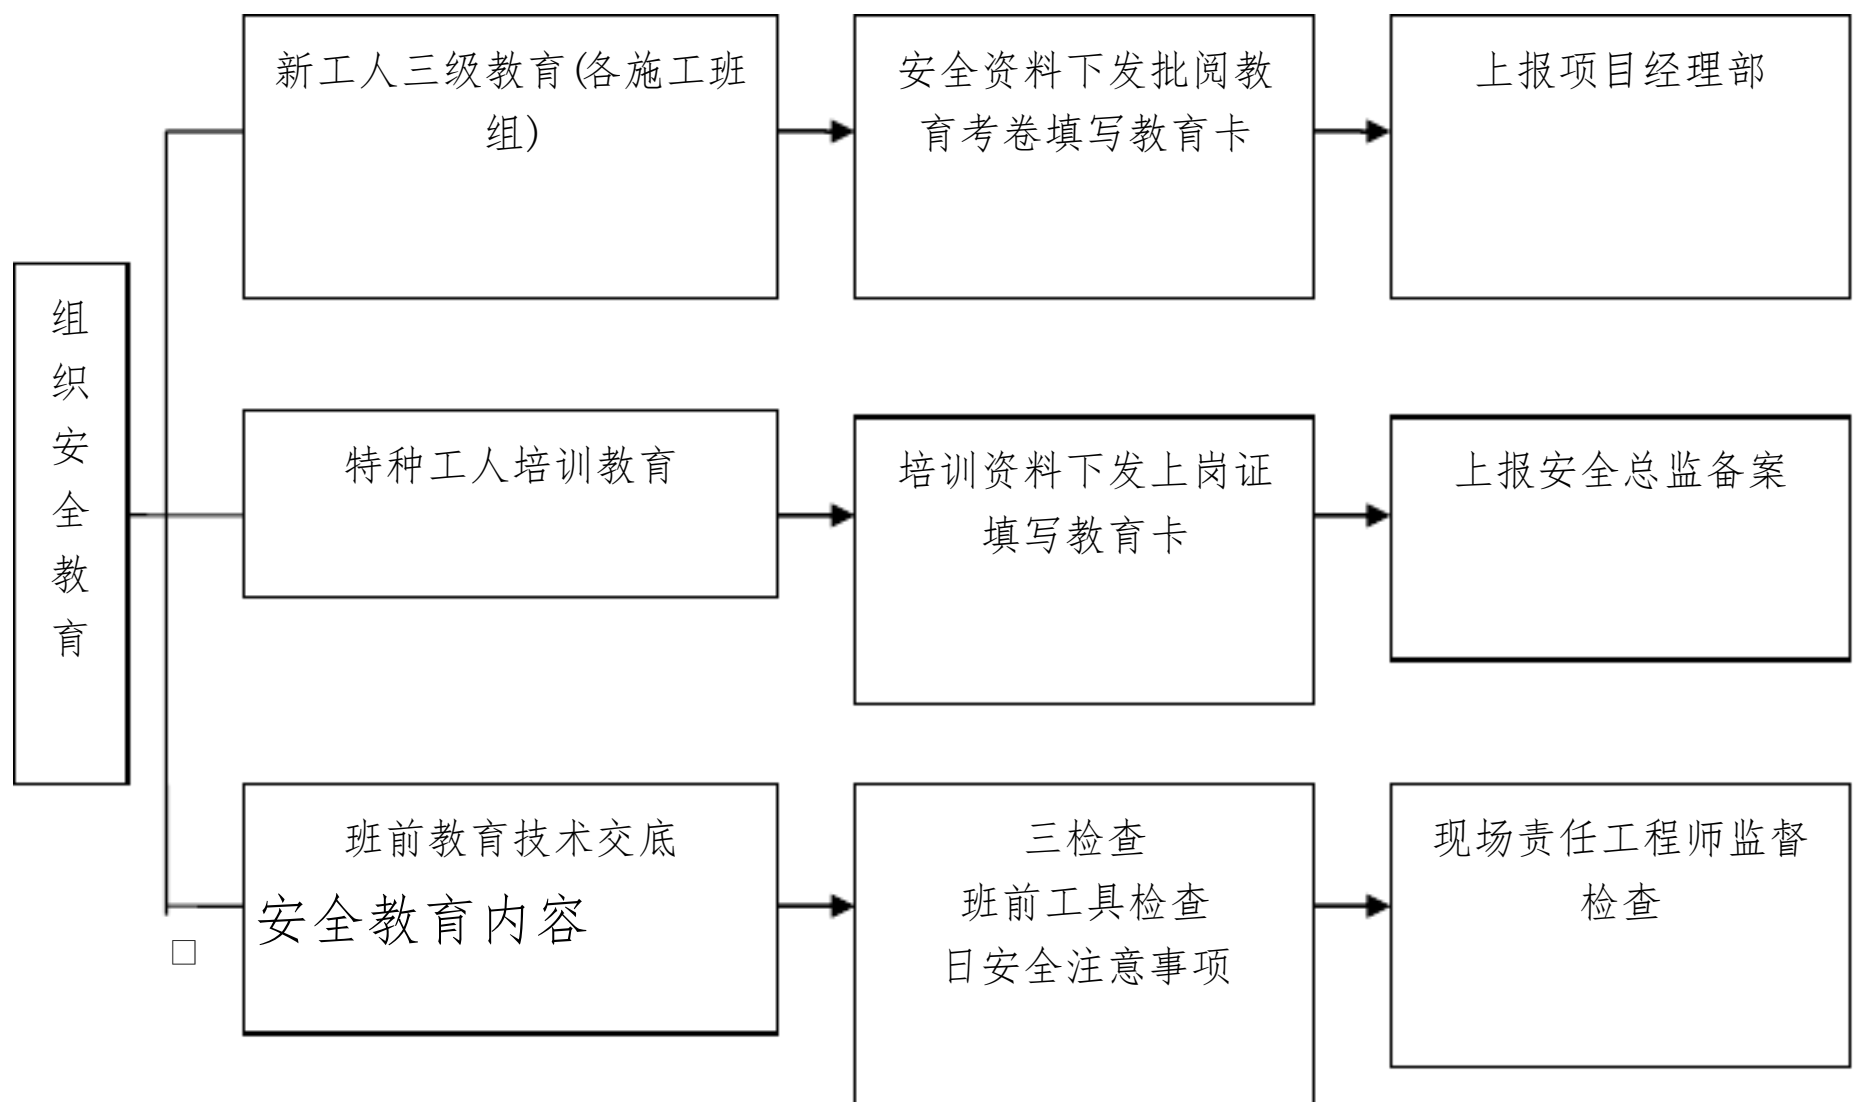 组
织
安
全
教
育
新工人三级教育(各施工班
组)
安全资料下发批阅教
育考卷填写教育卡
上报项目经理部
特种工人培训教育
培训资料下发上岗证
填写教育卡
上报安全总监备案
班前教育技术交底
安全教育内容
三检查
班前工具检查
日安全注意事项
现场责任工程师监督
检查